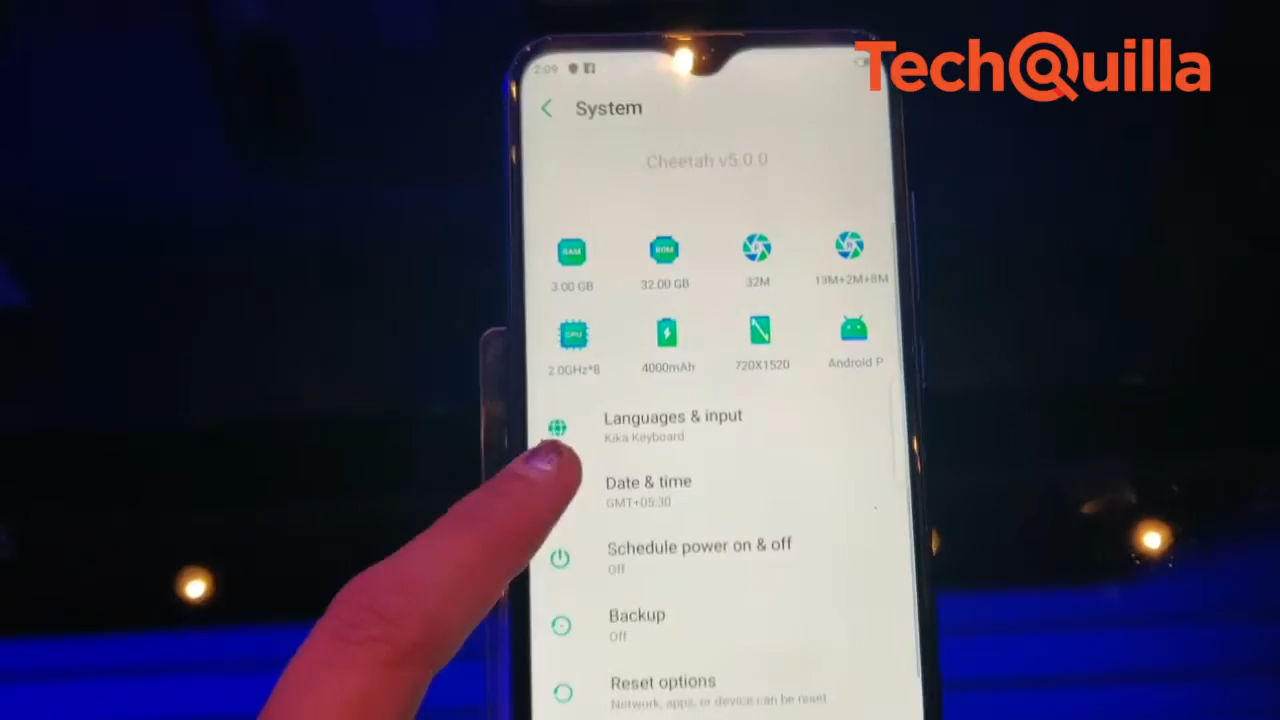 TechQuilla
2:09
System
Cheetah v5.0.0
RAM
ROM
3.00 GB
32.00 GB
32M
13M+2M+8M
CPU
2.0GHz*8
4000mAh
720X1520
Android P
Languages & input
Kika Keyboard
Date & time
GMT+05:30
Schedule power on & off
Off
Backup
Off
Reset options
Network, apps, or device can be reset